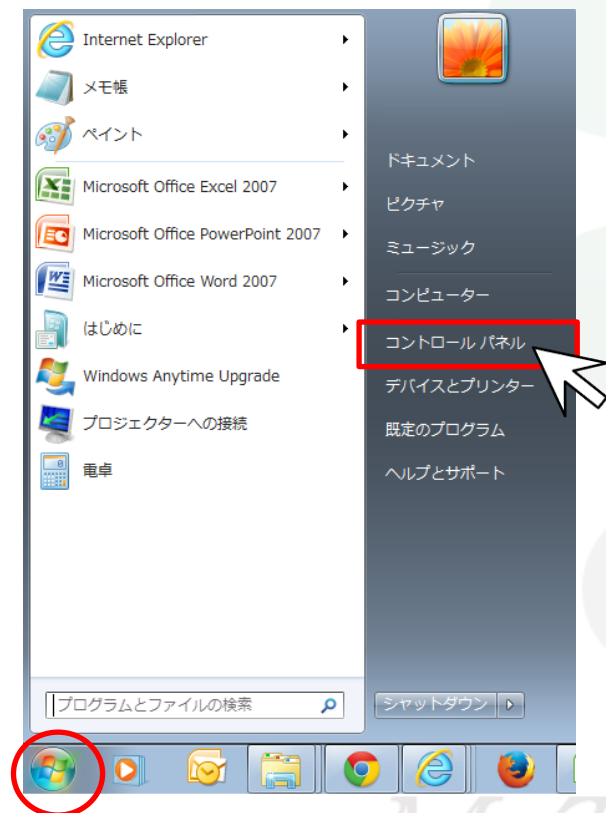 Internet Explorer
メモ帳
ペイント
Microsoft Office Excel 2007
Microsoft Office PowerPoint 2007
Microsoft Office Word 2007
はじめに
Windows Anytime Upgrade
プロジェクターへの接続
電卓
プログラムとファイルの検索
ドキュメント
ピクチャ
ミュージック
コンピューター
コントロール パネル
デバイスとプリンター
既定のプログラム
ヘルプとサポート
シャットダウン